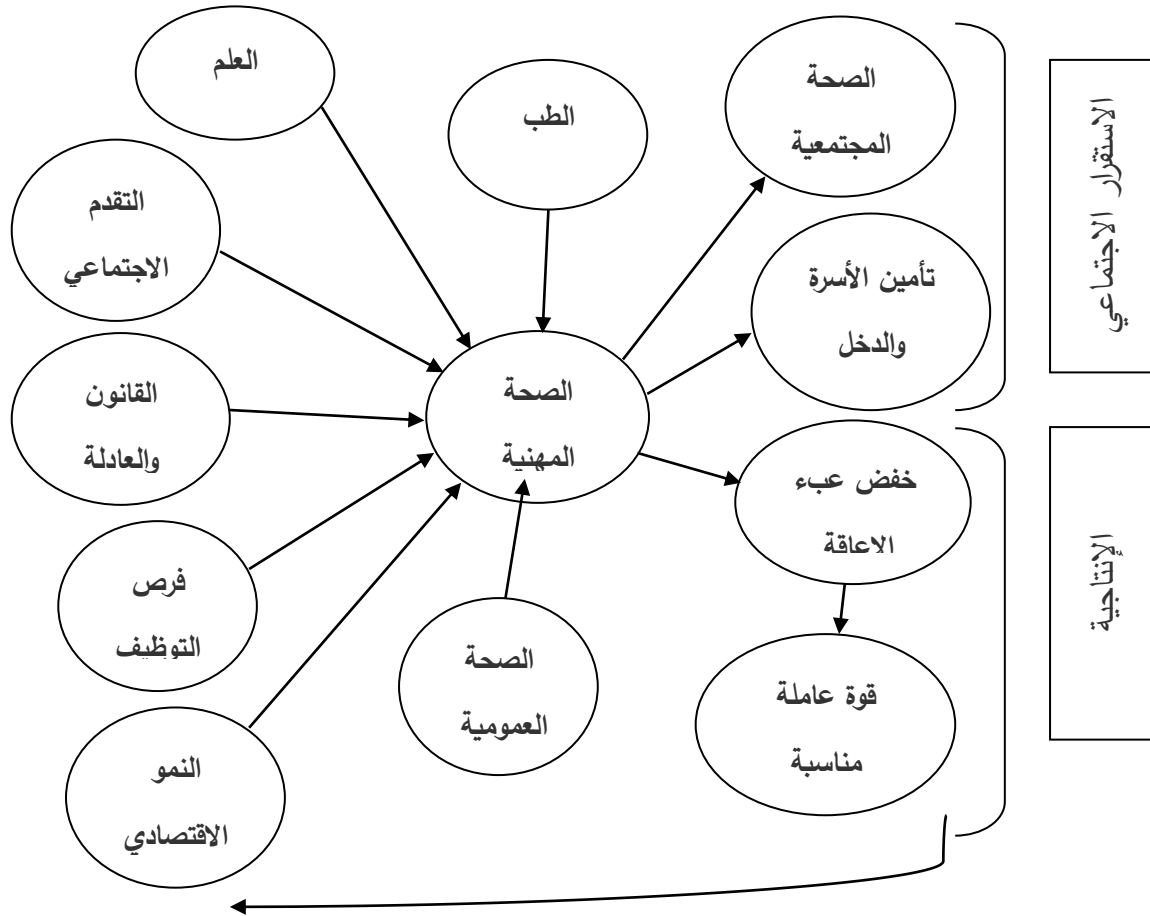 العلم
الطب
الصحة
المجتمعية
التقدم
الاجتماعي
تأمين الأسرة
والدخل
الاستقرار الاجتماعي
الصحة
المهنية
القانون
والعادلة
خفض عبء
الاعاقة
الإنتاجية
فرص
التوظيف
الصحة
العمومية
قوة عاملة
مناسبة
النمو
الاقتصادي